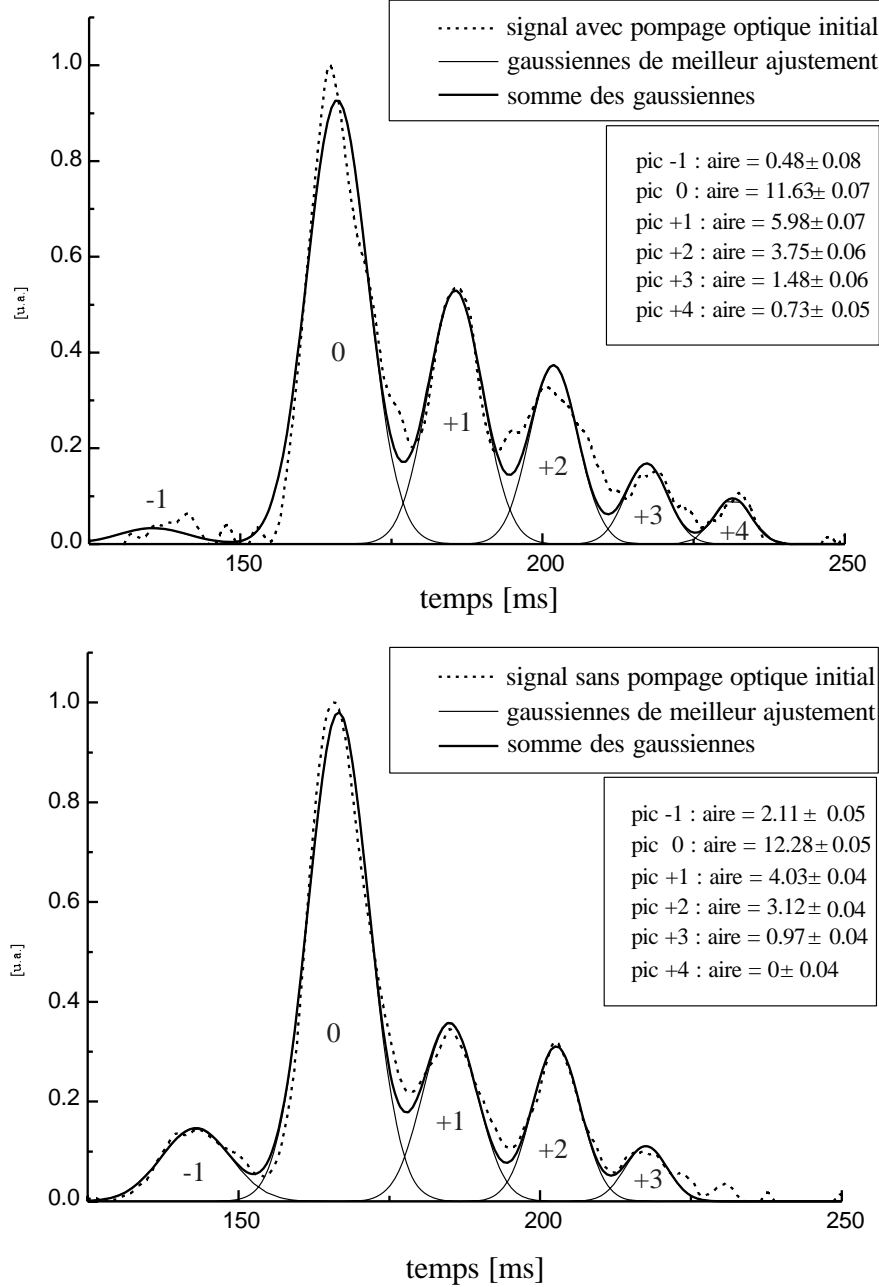 signal avec pompage optique initial
gaussiennes de meilleur ajustement
somme des gaussiennes
pic -1 : aire = 0.48± 0.08
pic 0 : aire = 11.63± 0.07
pic +1 : aire = 5.98± 0.07
pic +2 : aire = 3.75± 0.06
pic +3 : aire = 1.48± 0.06
pic +4 : aire = 0.73± 0.05
1.0
0.8
0.6
[u.a.]
0.4
0.2
0.0
-1
0
+1
+2
+3
+4
150
200
250
temps [ms]
signal sans pompage optique initial
gaussiennes de meilleur ajustement
somme des gaussiennes
pic -1 : aire = 2.11 ± 0.05
pic 0 : aire = 12.28± 0.05
pic +1 : aire = 4.03± 0.04
pic +2 : aire = 3.12± 0.04
pic +3 : aire = 0.97± 0.04
pic +4 : aire = 0± 0.04
1.0
0.8
0.6
[u.a.]
0.4
0.2
0.0
-1
0
+1
+2
+3
150
200
250
temps [ms]